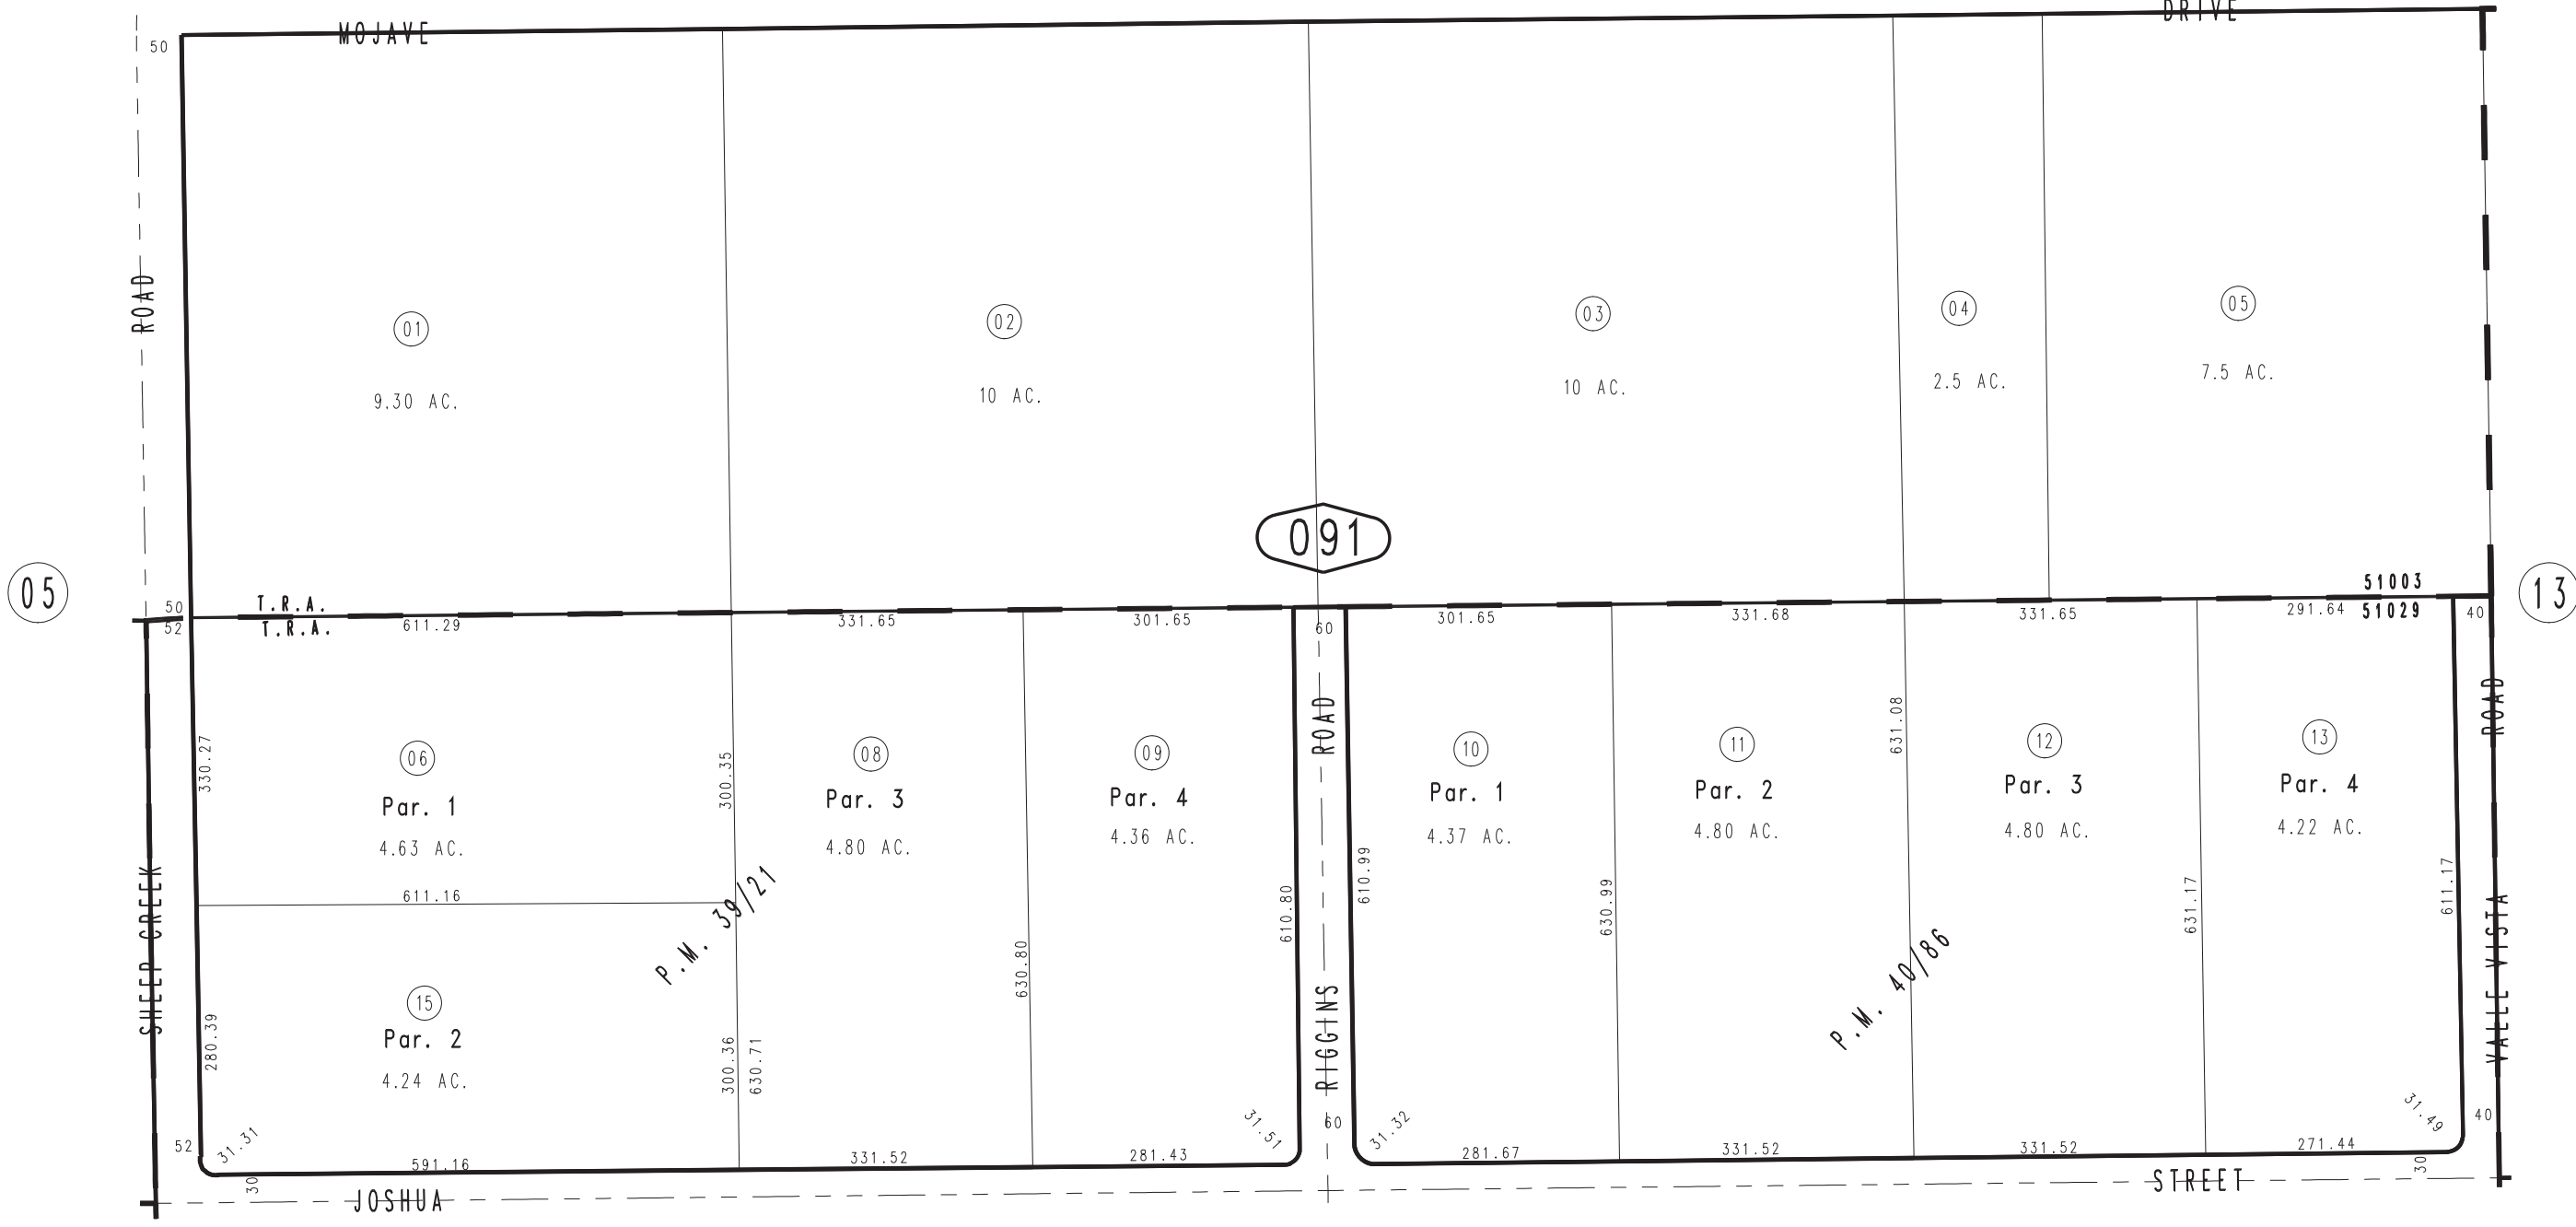 MOJAVE
DRIVE
50
ROAD
01
9.30 AC.
02
10 AC.
03
10 AC.
04
2.5 AC.
05
7.5 AC.
091
05
13
50
52
T.R.A.
T.R.A.
51003
51029
611.29
331.65
301.65
60
301.65
331.68
331.65
291.64
40
330.27
06
Par. 1
4.63 AC.
611.16
300.35
08
Par. 3
4.80 AC.
09
Par. 4
4.36 AC.
ROAD
10
Par. 1
4.37 AC.
11
Par. 2
4.80 AC.
631.08
12
Par. 3
4.80 AC.
13
Par. 4
4.22 AC.
ROAD
SHEEP CREEK
P.M. 39/21
630.80
610.80
610.99
630.99
P.M. 40/86
631.17
611.17
VALLE VISTA
280.39
15
Par. 2
4.24 AC.
300.36
630.71
RIGGINS
52
31.31
591.16
331.52
281.43
31.51
60
31.32
281.67
331.52
331.52
271.44
31.49
40
30
JOSHUA
STREET
30